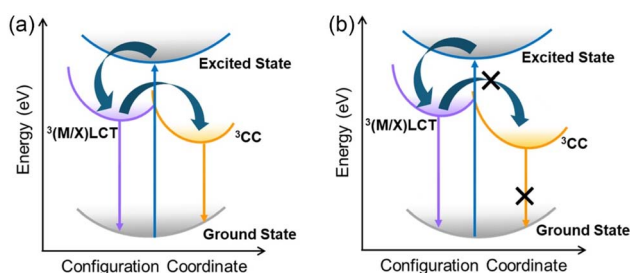 (a)
Energy (eV)
Excited State
³(M/X)LCT
³CC
Ground State
Configuration Coordinate
(b)
Energy (eV)
Excited State
³(M/X)LCT
³CC
Ground State
Configuration Coordinate